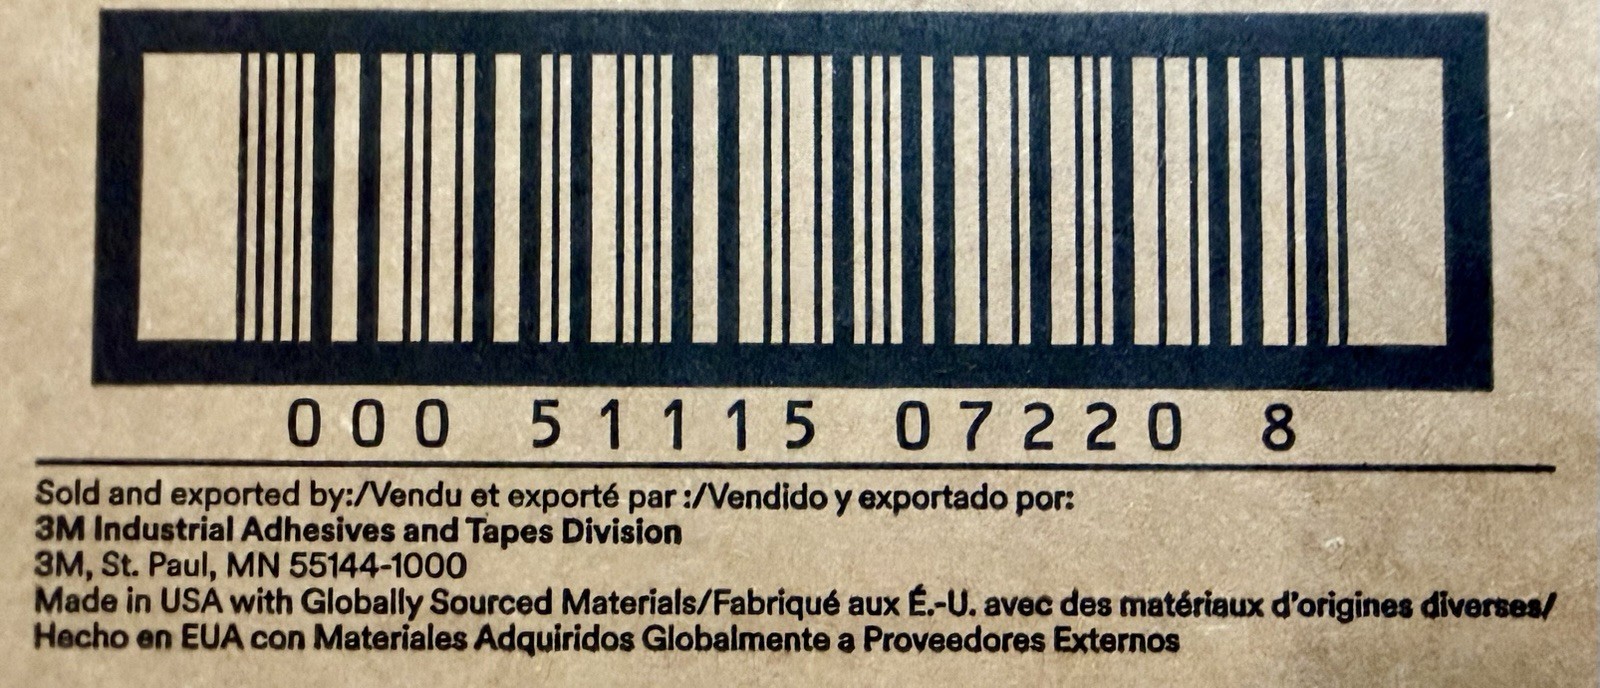 000 51115 07220 8
Sold and exported by:/Vendu et exporté par :/Vendido y exportado por:
3M Industrial Adhesives and Tapes Division
3M, St. Paul, MN 55144-1000
Made in USA with Globally Sourced Materials/Fabriqué aux É.-U. avec des matériaux d'origines diverses/
Hecho en EUA con Materiales Adquiridos Globalmente a Proveedores Externos